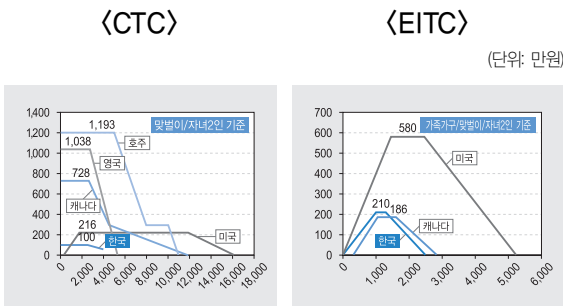 〈CTC〉
〈EITC〉
(단위: 만원)
맞벌이/자녀2인 기준
1,400
1,200
1,000
800
600
400
200
0
1,193
1,038
728
216
100
호주
영국
캐나다
한국
미국
0 2,000 4,000 6,000 8,000 10,000 12,000 14,000 16,000 18,000
가족가구/맞벌이/자녀2인 기준
700
600
500
400
300
200
100
0
580
210 186
미국
캐나다
한국
0 1,000 2,000 3,000 4,000 5,000 6,000